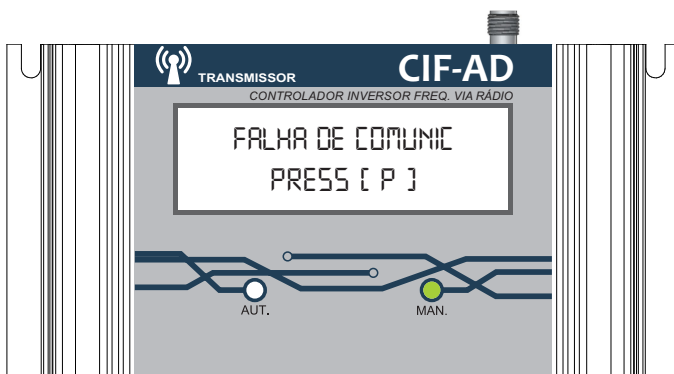 TRANSMISSOR
CIF-AD
CONTROLADOR INVERSOR FREQ. VIA RÁDIO
FALHA DE COMUNIC
PRESS [ P ]
AUT.
MAN.